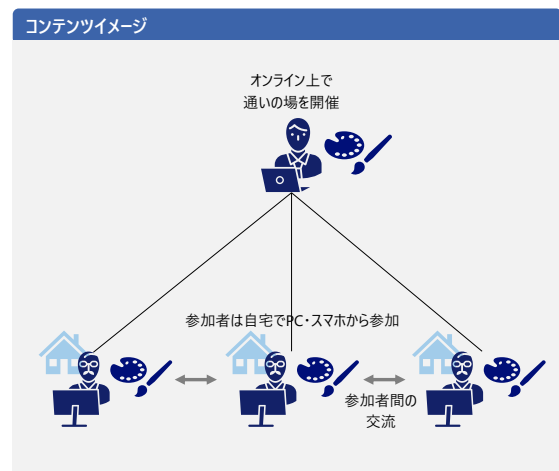 コンテンツイメージ
オンライン上で
通いの場を開催
参加者は自宅でPC・スマホから参加
参加者間の
交流